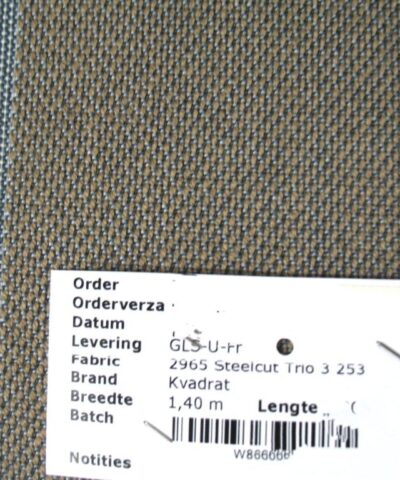 Order
Orderverza
Datum
Levering GLS-U-Fr
Fabric 2965 Steelcut Trio 3 253
Brand Kvadrat
Breedte 1,40 m Lengte
Batch
W866666
Notities